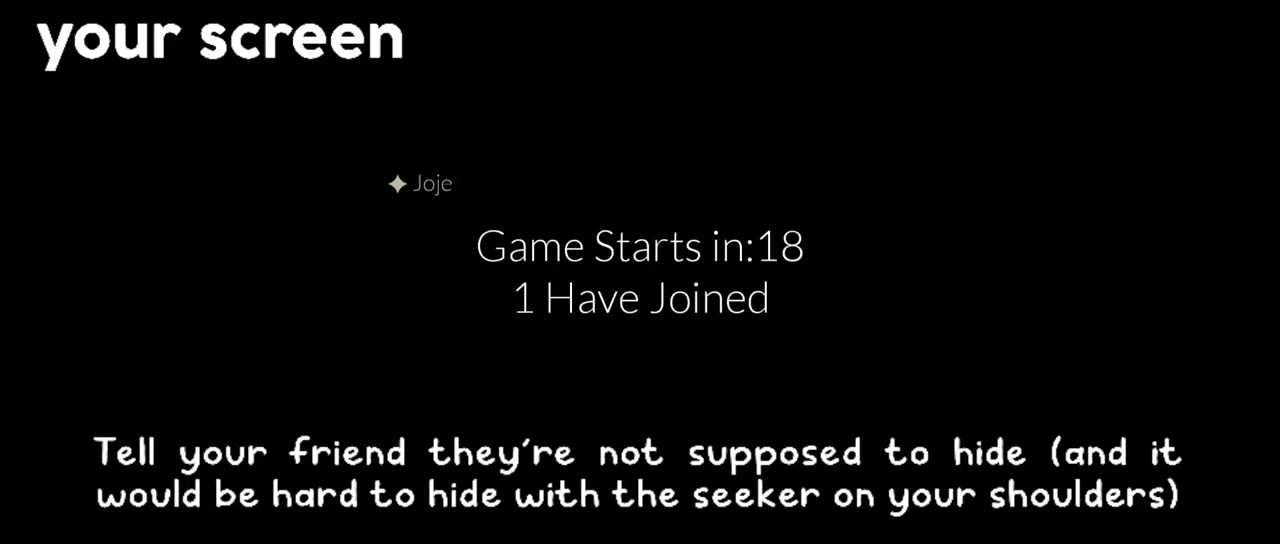 your screen
Joje
Game Starts in:18
1 Have Joined
Tell your friend they're not supposed to hide (and it
would be hard to hide with the seeker on your shoulders)